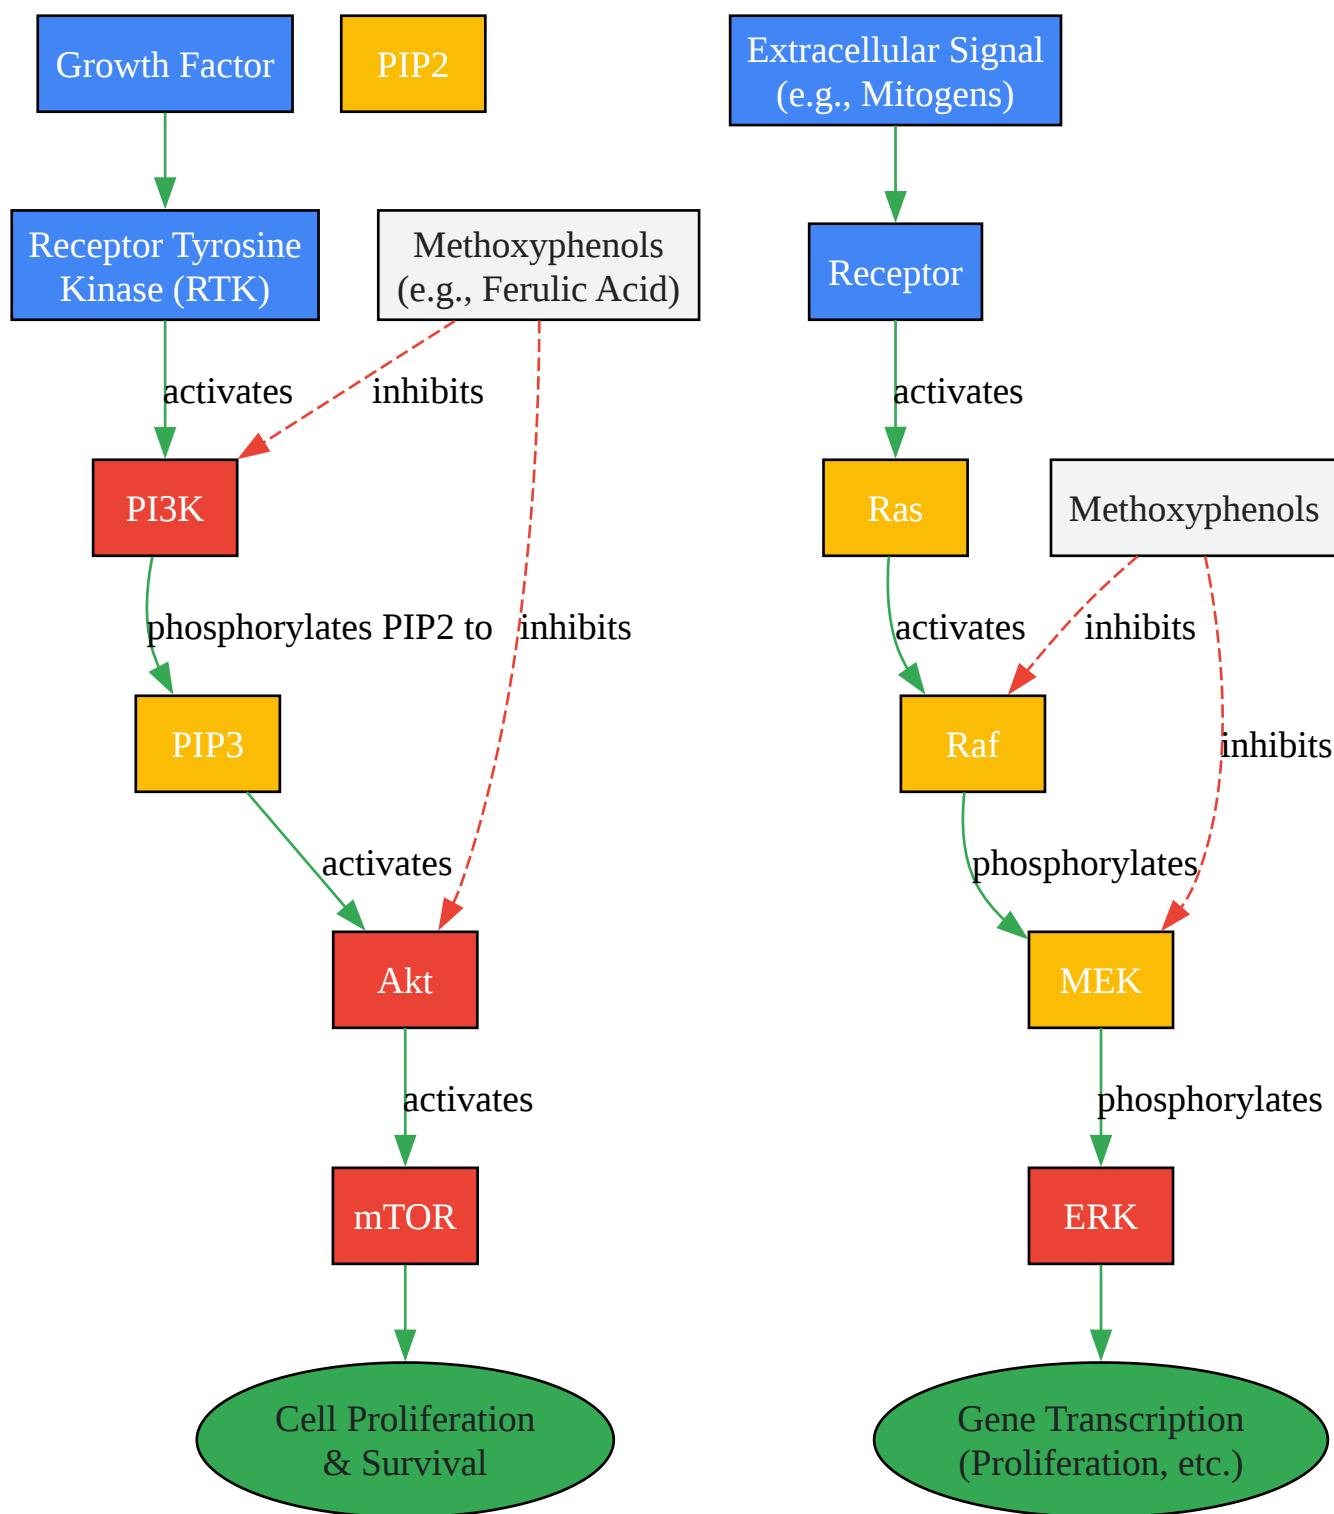 Growth Factor
PIP2
Extracellular Signal
(e.g., Mitogens)
Receptor Tyrosine
Kinase (RTK)
Methoxyphenols
(e.g., Ferulic Acid)
Receptor
activates
inhibits
activates
PI3K
Ras
Methoxyphenols
phosphorylates PIP2 to
inhibits
activates
inhibits
PIP3
Raf
inhibits
activates
phosphorylates
Akt
MEK
activates
phosphorylates
mTOR
ERK
Cell Proliferation
& Survival
Gene Transcription
(Proliferation, etc.)